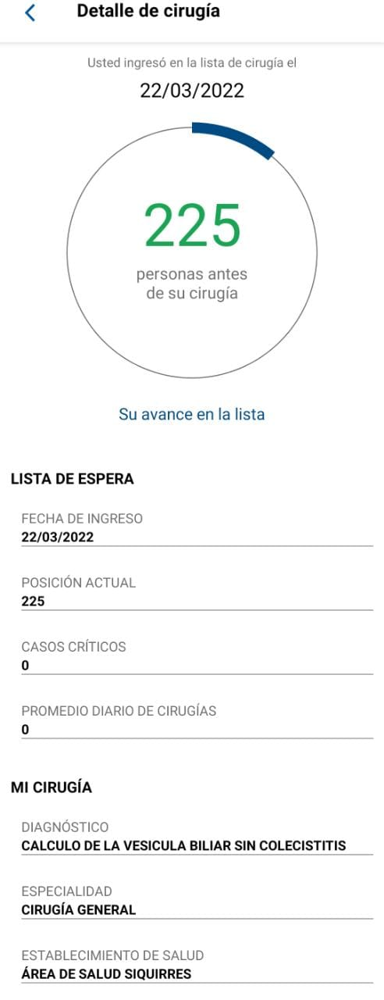 Detalle de cirugía
Usted ingresó en la lista de cirugía el
22/03/2022
225
personas antes
de su cirugía
Su avance en la lista
LISTA DE ESPERA
FECHA DE INGRESO
22/03/2022
POSICIÓN ACTUAL
225
CASOS CRÍTICOS
0
PROMEDIO DIARIO DE CIRUGÍAS
0
MI CIRUGÍA
DIAGNÓSTICO
CALCULO DE LA VESICULA BILIAR SIN COLECISTITIS
ESPECIALIDAD
CIRUGÍA GENERAL
ESTABLECIMIENTO DE SALUD
ÁREA DE SALUD SIQUIRRES